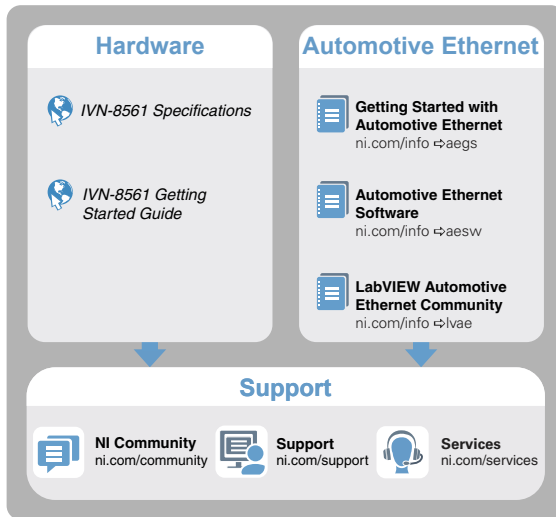 Hardware
IVN-8561 Specifications
IVN-8561 Getting
Started Guide
Automotive Ethernet
Getting Started with
Automotive Ethernet
ni.com/info ➪aegs
Automotive Ethernet
Software
ni.com/info ➪aesw
LabVIEW Automotive
Ethernet Community
ni.com/info ➪lvae
Support
NI Community
ni.com/community
Support
ni.com/support
Services
ni.com/services